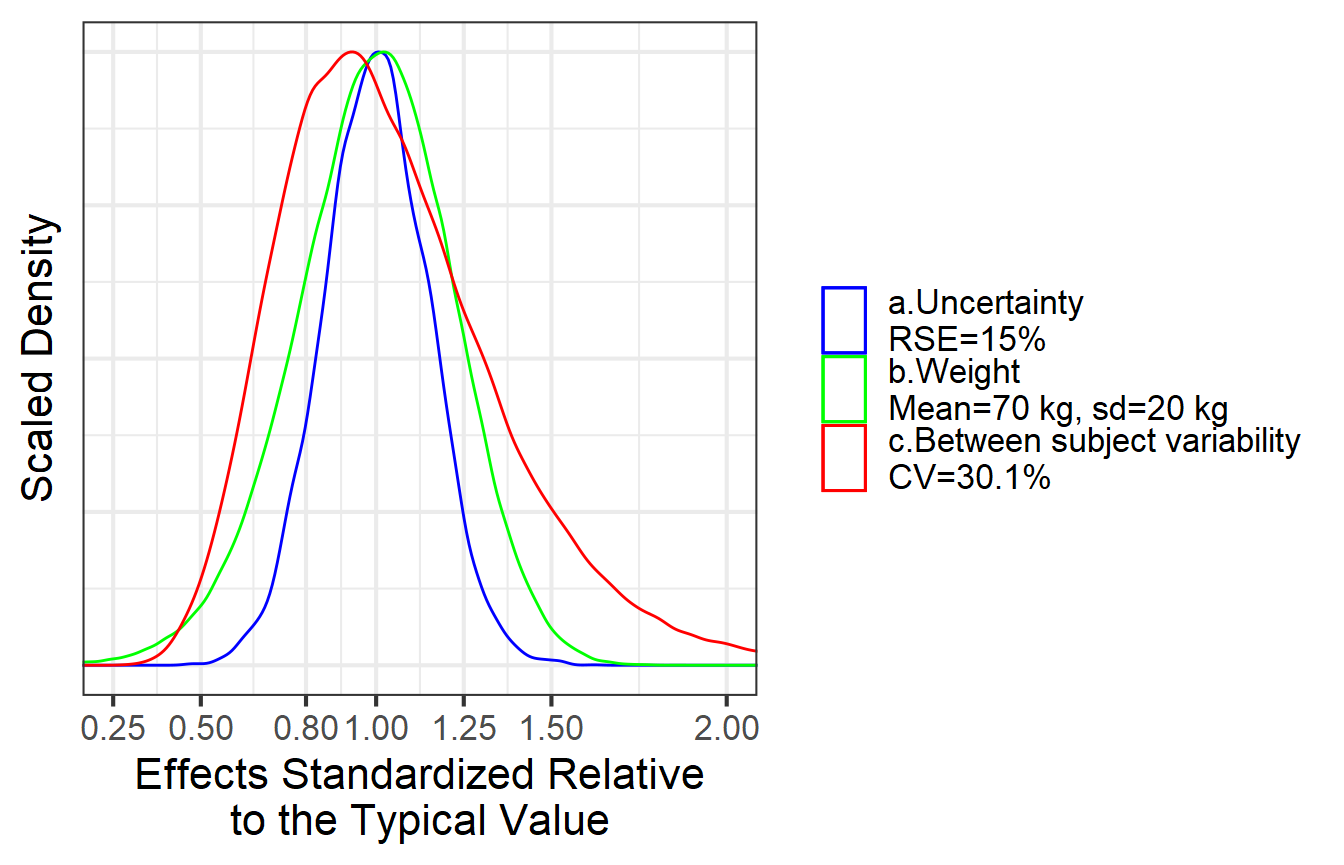 Scaled Density
0.25 0.50 0.80 1.00 1.25 1.50 2.00
Effects Standardized Relative
to the Typical Value
a.Uncertainty
RSE=15%
b.Weight
Mean=70 kg, sd=20 kg
c.Between subject variability
CV=30.1%